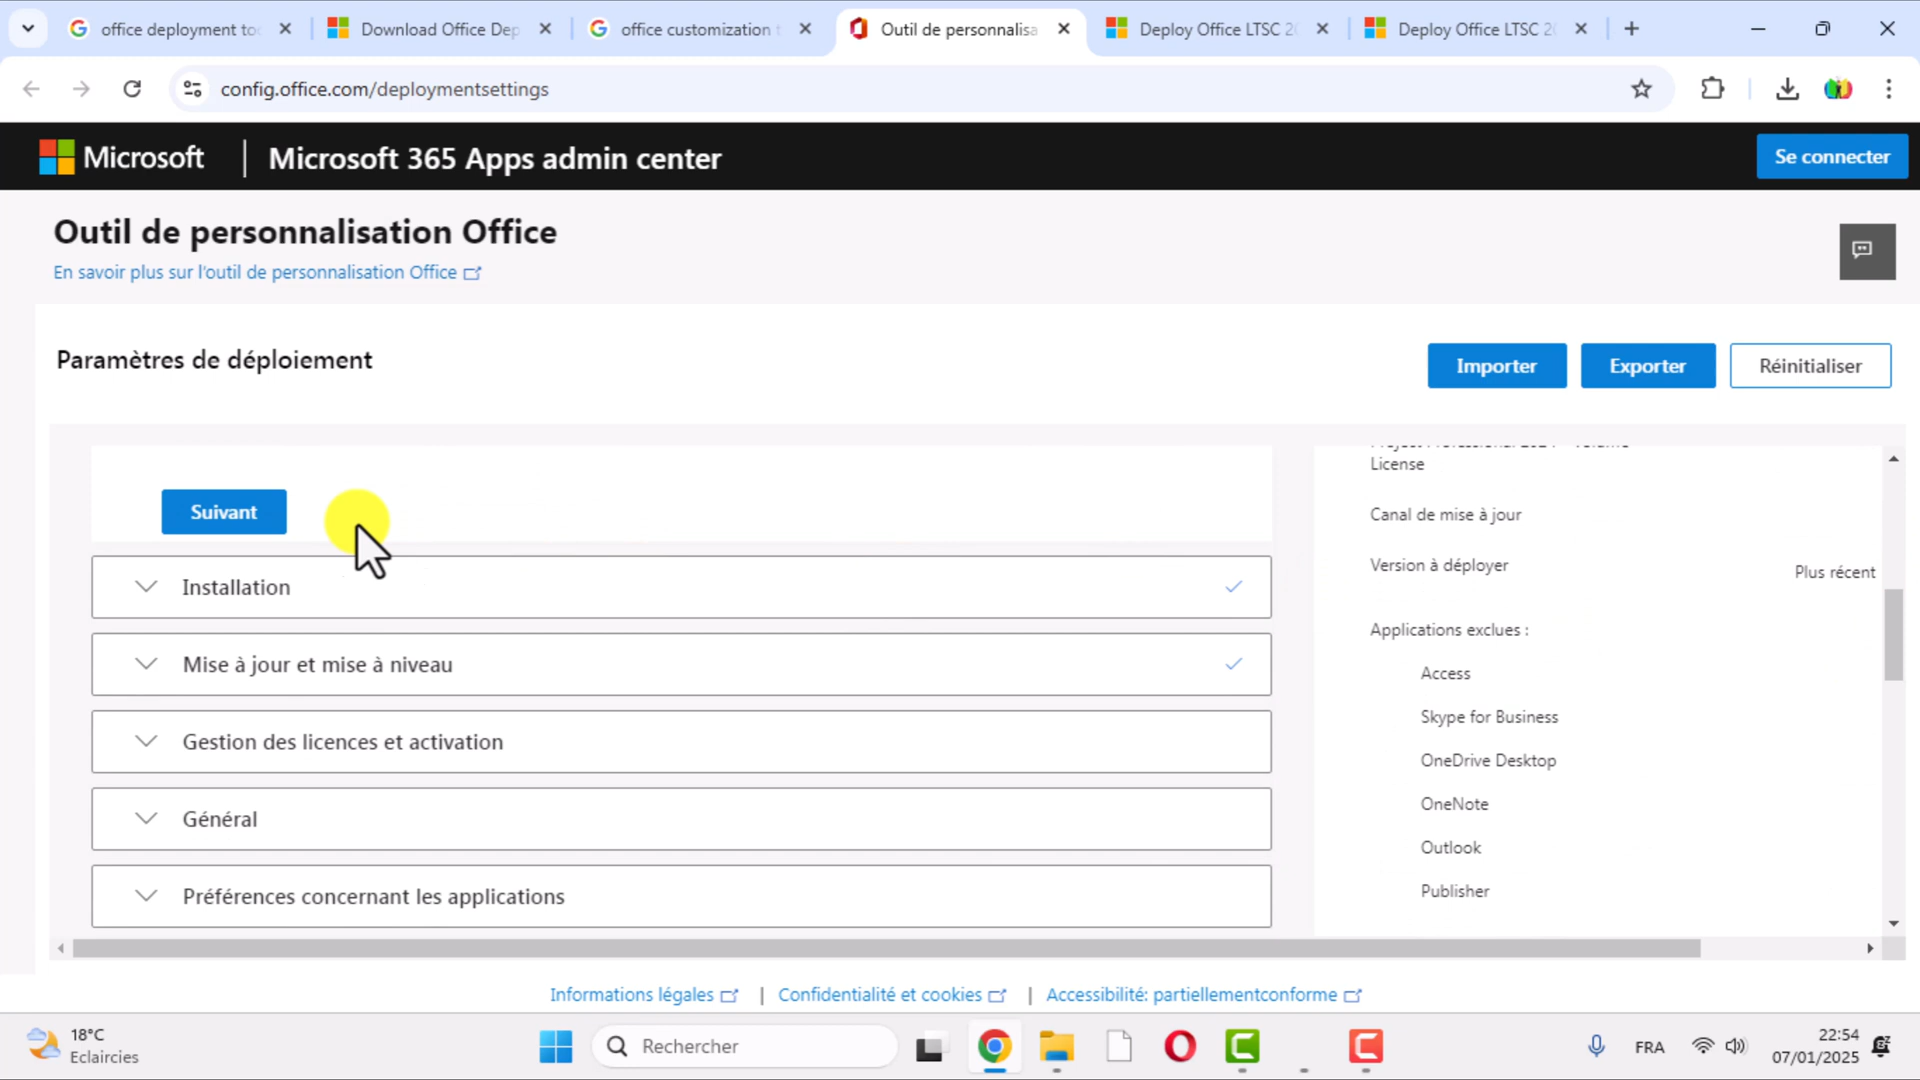 office deployment to
Download Office Dep
office customization t
Outil de personnalisa
Deploy Office LTSC 2
Deploy Office LTSC 2
config.office.com/deploymentsettings
Microsoft
Microsoft 365 Apps admin center
Se connecter
Outil de personnalisation Office
En savoir plus sur l'outil de personnalisation Office
Paramètres de déploiement
Importer
Exporter
Réinitialiser
License
Suivant
Canal de mise à jour
Version à déployer
Plus récent
Installation
Applications exclues :
Mise à jour et mise à niveau
Access
Skype for Business
Gestion des licences et activation
OneDrive Desktop
OneNote
Général
Outlook
Préférences concernant les applications
Publisher
Informations légales | Confidentialité et cookies | Accessibilité: partiellementconforme
18°C
Eclaircies
Rechercher
FRA
22:54
07/01/2025